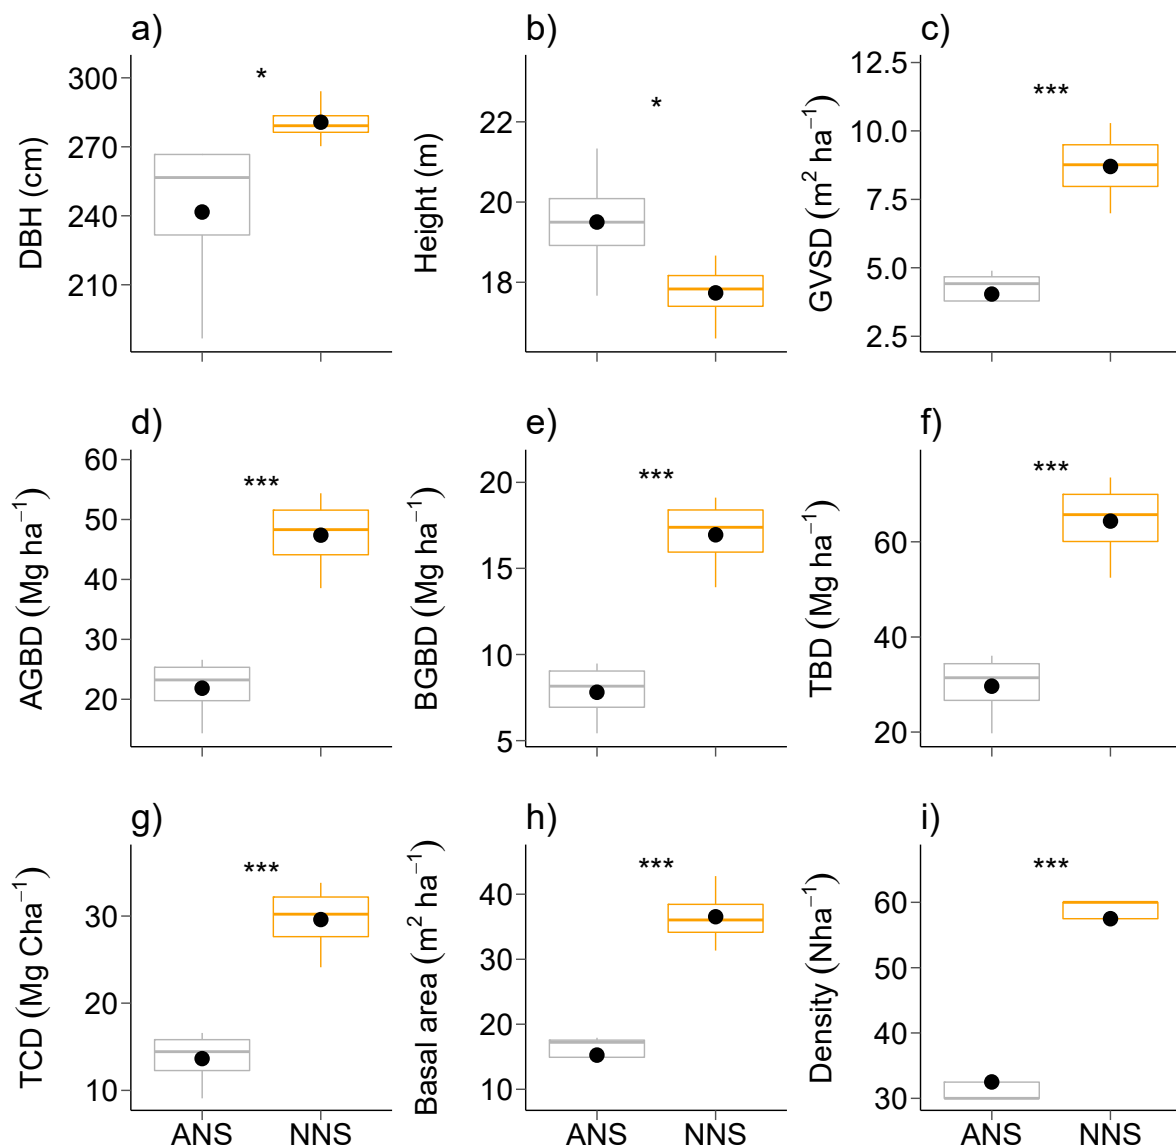 a)
b)
c)
DBH (cm)
300
270
240
210
*
Height (m)
22
20
18
*
GVSD (m² ha⁻¹)
12.5
10.0
7.5
5.0
2.5
***
d)
e)
f)
AGBD (Mg ha⁻¹)
60
50
40
30
20
***
BGBD (Mg ha⁻¹)
20
15
10
5
***
TBD (Mg ha⁻¹)
60
40
20
***
g)
h)
i)
TCD (Mg Cha⁻¹)
30
20
10
***
ANS NNS
Basal area (m² ha⁻¹)
40
30
20
10
***
ANS NNS
Density (Nha⁻¹)
60
50
40
30
***
ANS NNS